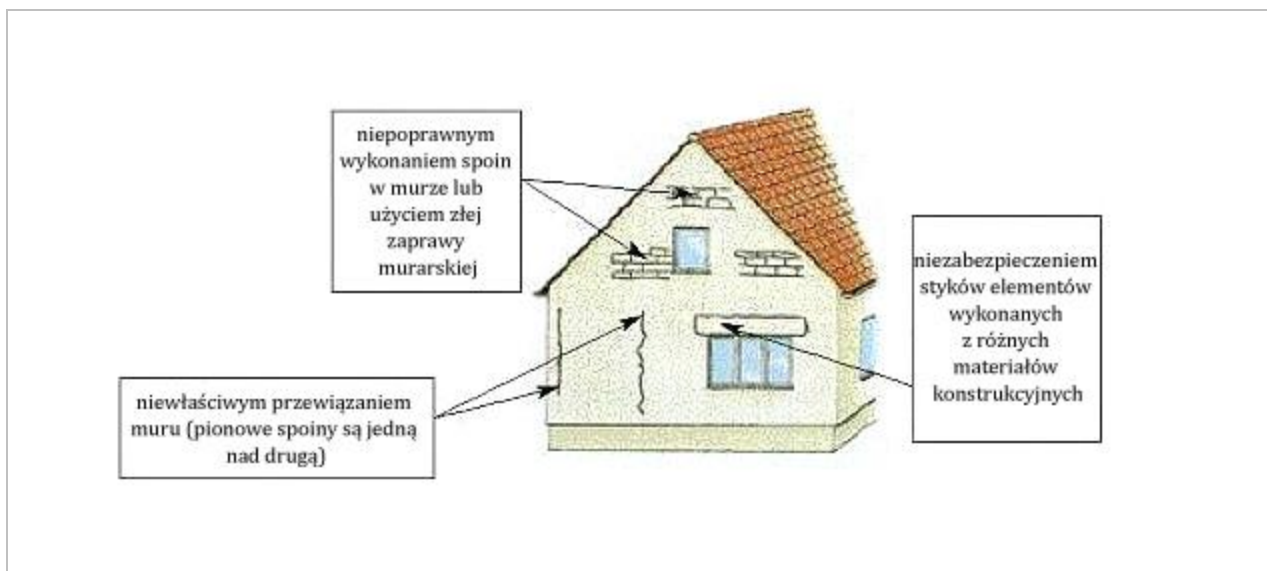 niepoprawnym
wykonaniem spoin
w murze lub
użyciem złej
zaprawy
murarskiej
niezabezpieczeniem
styków elementów
wykonanych
z różnych
materiałów
konstrukcyjnych
niewłaściwym przewiązaniem
muru (pionowe spoiny są jedną
nad drugą)